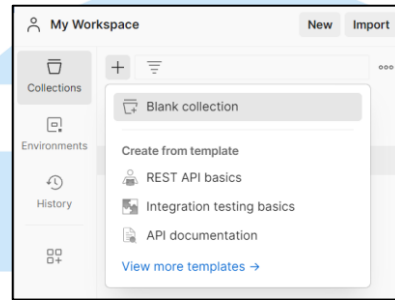 My Workspace
New
Import
Collections
Blank collection
Environments
Create from template
REST API basics
History
Integration testing basics
API documentation
View more templates →